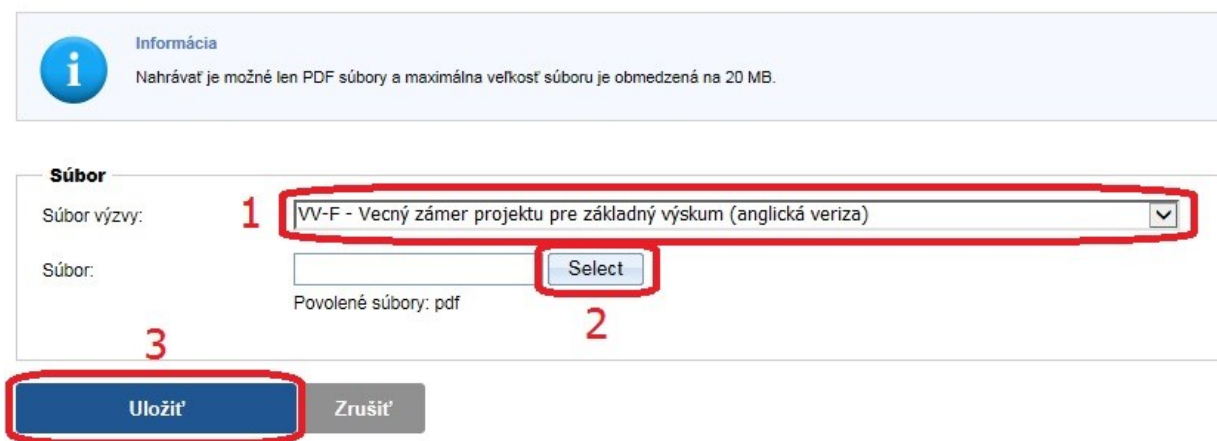 Informácia
Nahrávať je možné len PDF súbory a maximálna veľkosť súboru je obmedzená na 20 MB.
Súbor
Súbor výzvy: 1 VV-F - Vecný zámer projektu pre základný výskum (anglická veriza)
Súbor: Select
Povolené súbory: pdf
2
3
Uložiť Zrušiť